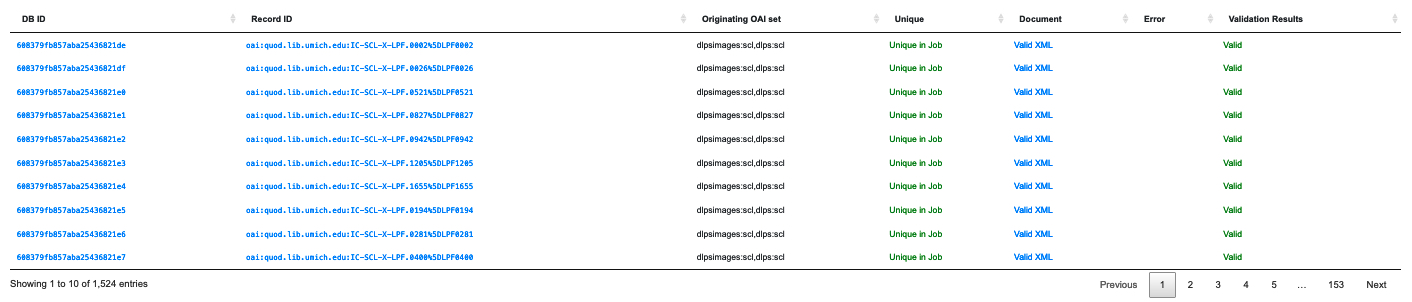 DB ID Record ID Originating OAI set Unique Document Error Validation Results
608379fb857aba25436821de oai:quod.lib.umich.edu:IC-SCL-X-LPF.0002%5DLPF0002 dlpsimages:scl,dlps:scl Unique in Job Valid XML Valid
608379fb857aba25436821df oai:quod.lib.umich.edu:IC-SCL-X-LPF.0026%5DLPF0026 dlpsimages:scl,dlps:scl Unique in Job Valid XML Valid
608379fb857aba25436821e0 oai:quod.lib.umich.edu:IC-SCL-X-LPF.0521%5DLPF0521 dlpsimages:scl,dlps:scl Unique in Job Valid XML Valid
608379fb857aba25436821e1 oai:quod.lib.umich.edu:IC-SCL-X-LPF.0827%5DLPF0827 dlpsimages:scl,dlps:scl Unique in Job Valid XML Valid
608379fb857aba25436821e2 oai:quod.lib.umich.edu:IC-SCL-X-LPF.0942%5DLPF0942 dlpsimages:scl,dlps:scl Unique in Job Valid XML Valid
608379fb857aba25436821e3 oai:quod.lib.umich.edu:IC-SCL-X-LPF.1205%5DLPF1205 dlpsimages:scl,dlps:scl Unique in Job Valid XML Valid
608379fb857aba25436821e4 oai:quod.lib.umich.edu:IC-SCL-X-LPF.1655%5DLPF1655 dlpsimages:scl,dlps:scl Unique in Job Valid XML Valid
608379fb857aba25436821e5 oai:quod.lib.umich.edu:IC-SCL-X-LPF.0194%5DLPF0194 dlpsimages:scl,dlps:scl Unique in Job Valid XML Valid
608379fb857aba25436821e6 oai:quod.lib.umich.edu:IC-SCL-X-LPF.0281%5DLPF0281 dlpsimages:scl,dlps:scl Unique in Job Valid XML Valid
608379fb857aba25436821e7 oai:quod.lib.umich.edu:IC-SCL-X-LPF.0400%5DLPF0400 dlpsimages:scl,dlps:scl Unique in Job Valid XML Valid
Showing 1 to 10 of 1,524 entries Previous 1 2 3 4 5 … 153 Next